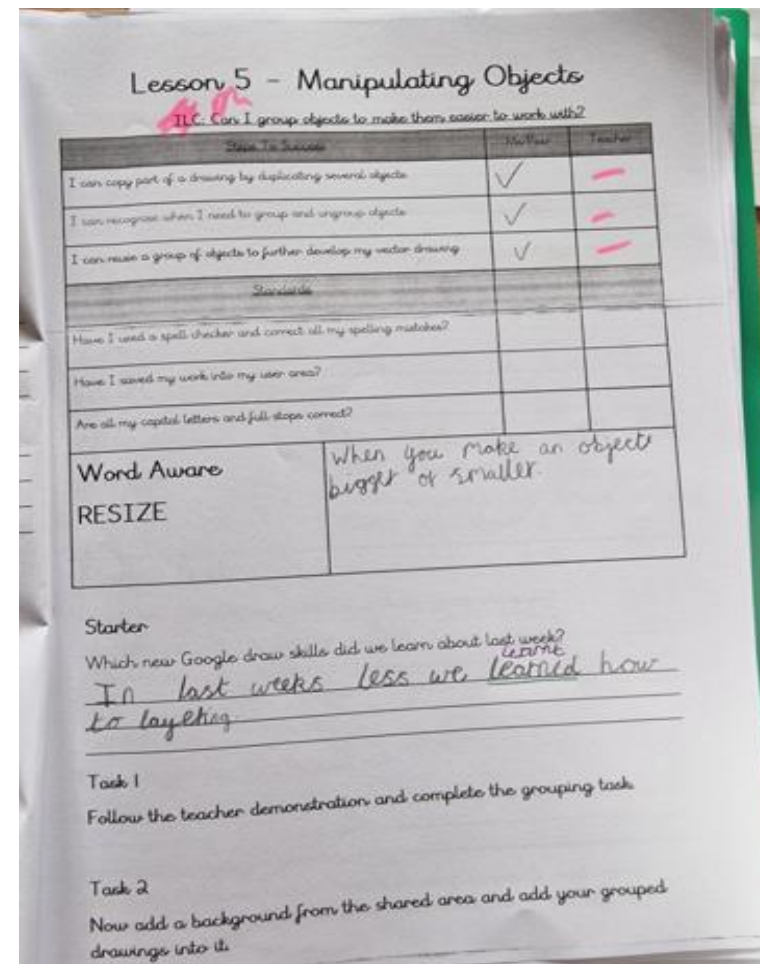 Lesson 5 - Manipulating Objects
ILC: Can I group objects to make them easier to work with?
Steps To Success Me/Peer Teacher
I can copy part of a drawing by duplicating several objects
I can recognise when I need to group and ungroup objects
I can reuse a group of objects to further develop my vector drawing
Standards
Have I used a spell checker and correct all my spelling mistakes?
Have I saved my work into my user area?
Are all my capital letters and full stops correct?
Word Aware
RESIZE
When you make an object
bigger or smaller.
Starter
Which new Google draw skills did we learn about last week?
learnt
In last weeks less we learned how
to layering.
Task 1
Follow the teacher demonstration and complete the grouping task
Task 2
Now add a background from the shared area and add your grouped
drawings into it.